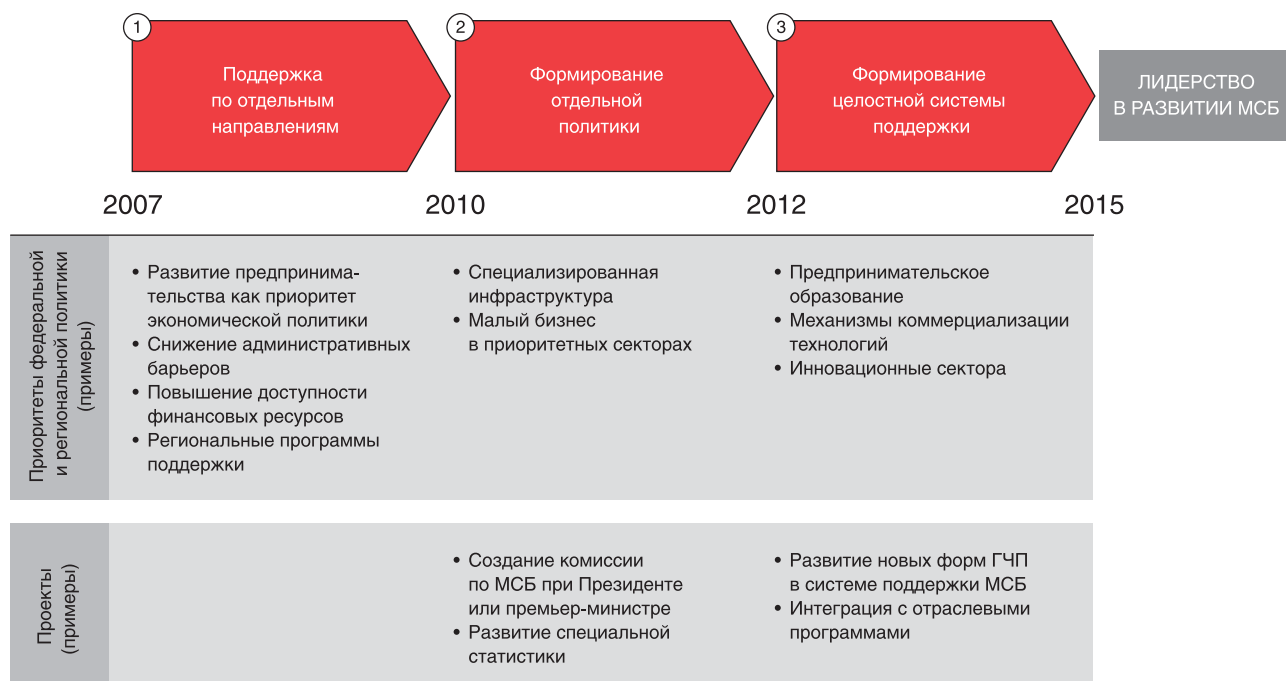 1
Поддержка
по отдельным
направлениям
2
Формирование
отдельной
политики
3
Формирование
целостной системы
поддержки
ЛИДЕРСТВО
В РАЗВИТИИ МСБ
2007
2010
2012
2015
Приоритеты федеральной
и региональной политики
(примеры)
• Развитие предпринима-
тельства как приоритет
экономической политики
• Снижение административных
барьеров
• Повышение доступности
финансовых ресурсов
• Региональные программы
поддержки
• Специализированная
инфраструктура
• Малый бизнес
в приоритетных секторах
• Предпринимательское
образование
• Механизмы коммерциализации
технологий
• Инновационные сектора
Проекты
(примеры)
• Создание комиссии
по МСБ при Президенте
или премьер-министре
• Развитие специальной
статистики
• Развитие новых форм ГЧП
в системе поддержки МСБ
• Интеграция с отраслевыми
программами